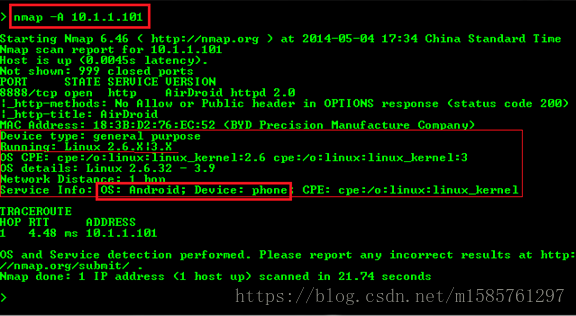 > nmap -A 10.1.1.101
Starting Nmap 6.46 ( http://nmap.org ) at 2014-05-04 17:34 China Standard Time
Nmap scan report for 10.1.1.101
Host is up (0.0045s latency).
Not shown: 999 closed ports
PORT STATE SERVICE VERSION
8888/tcp open http AirDroid httpd 2.0
|_http-methods: No Allow or Public header in OPTIONS response (status code 200)
|_http-title: AirDroid
MAC Address: 18:3B:D2:76:EC:52 (BYD Precision Manufacture Company)
Device type: general purpose
Running: Linux 2.6.X|3.X
OS CPE: cpe:/o:linux:linux_kernel:2.6 cpe:/o:linux:linux_kernel:3
OS details: Linux 2.6.32 - 3.9
Network Distance: 1 hop
Service Info: OS: Android; Device: phone; CPE: cpe:/o:linux:linux_kernel
TRACEROUTE
HOP RTT ADDRESS
1 4.48 ms 10.1.1.101
OS and Service detection performed. Please report any incorrect results at http:
//nmap.org/submit/ .
Nmap done: 1 IP address (1 host up) scanned in 21.74 seconds
>
https://blog.csdn.net/m1585761297